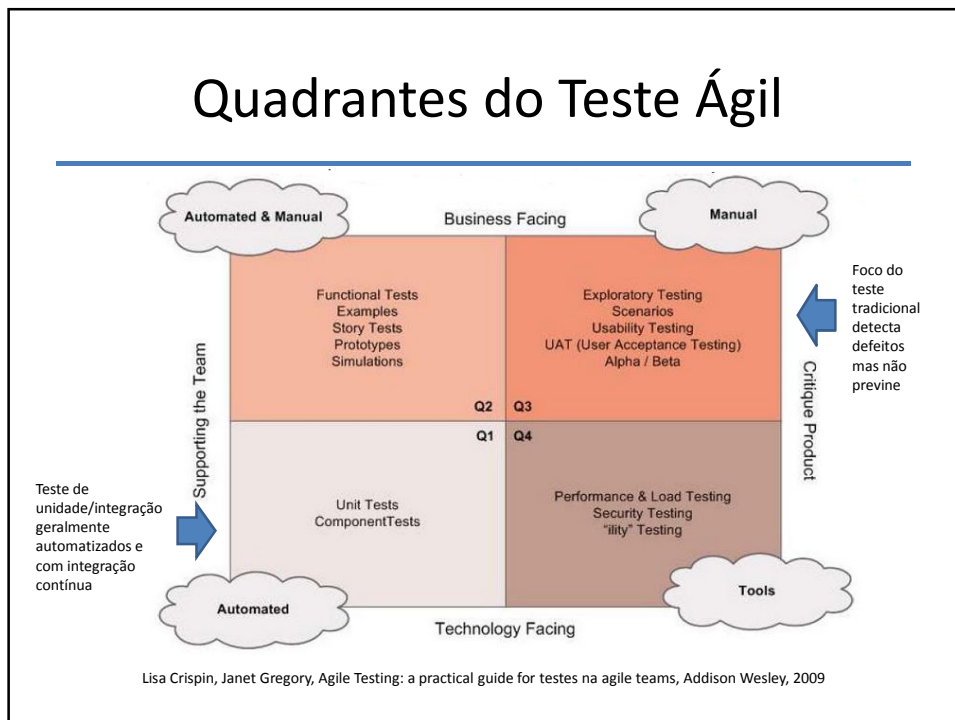 Quadrantes do Teste Ágil
Automated & Manual
Business Facing
Manual
Functional Tests
Examples
Story Tests
Prototypes
Simulations
Exploratory Testing
Scenarios
Usability Testing
UAT (User Acceptance Testing)
Alpha / Beta
Foco do
teste
tradicional
detecta
defeitos
mas não
previne
Supporting the Team
Critique Product
Q2 Q3
Q1 Q4
Teste de
unidade/integração
geralmente
automatizados e
com integração
contínua
Unit Tests
ComponentTests
Performance & Load Testing
Security Testing
"ility" Testing
Automated
Tools
Technology Facing
Lisa Crispin, Janet Gregory, Agile Testing: a practical guide for testes na agile teams, Addison Wesley, 2009